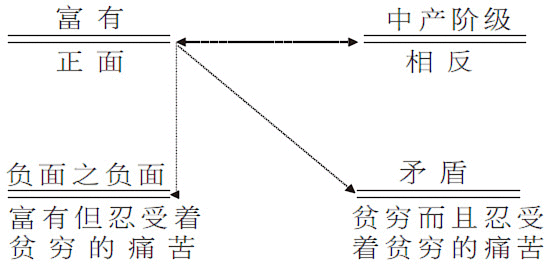 富有
中产阶级
正面
相反
负面之负面
矛盾
富有但忍受着
贫穷的痛苦
贫穷而且忍受
着贫穷的痛苦